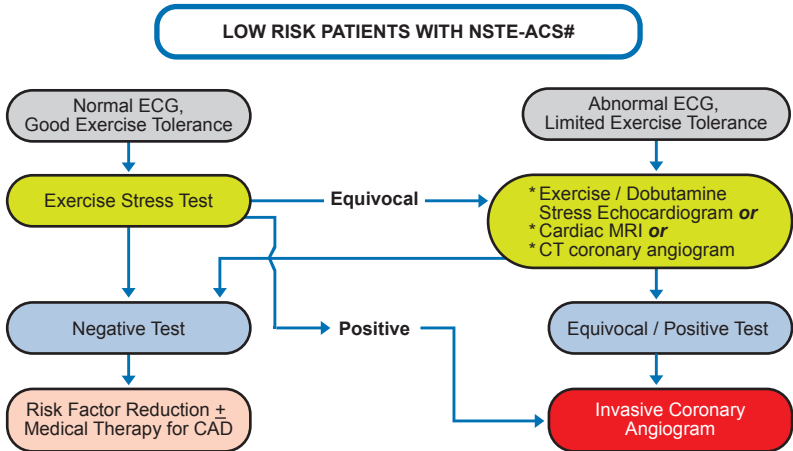 LOW RISK PATIENTS WITH NSTE-ACS#
Normal ECG,
Good Exercise Tolerance
Abnormal ECG,
Limited Exercise Tolerance
Exercise Stress Test
Equivocal
* Exercise / Dobutamine
Stress Echocardiogram or
* Cardiac MRI or
* CT coronary angiogram
Negative Test
Positive
Equivocal / Positive Test
Risk Factor Reduction ±
Medical Therapy for CAD
Invasive Coronary
Angiogram